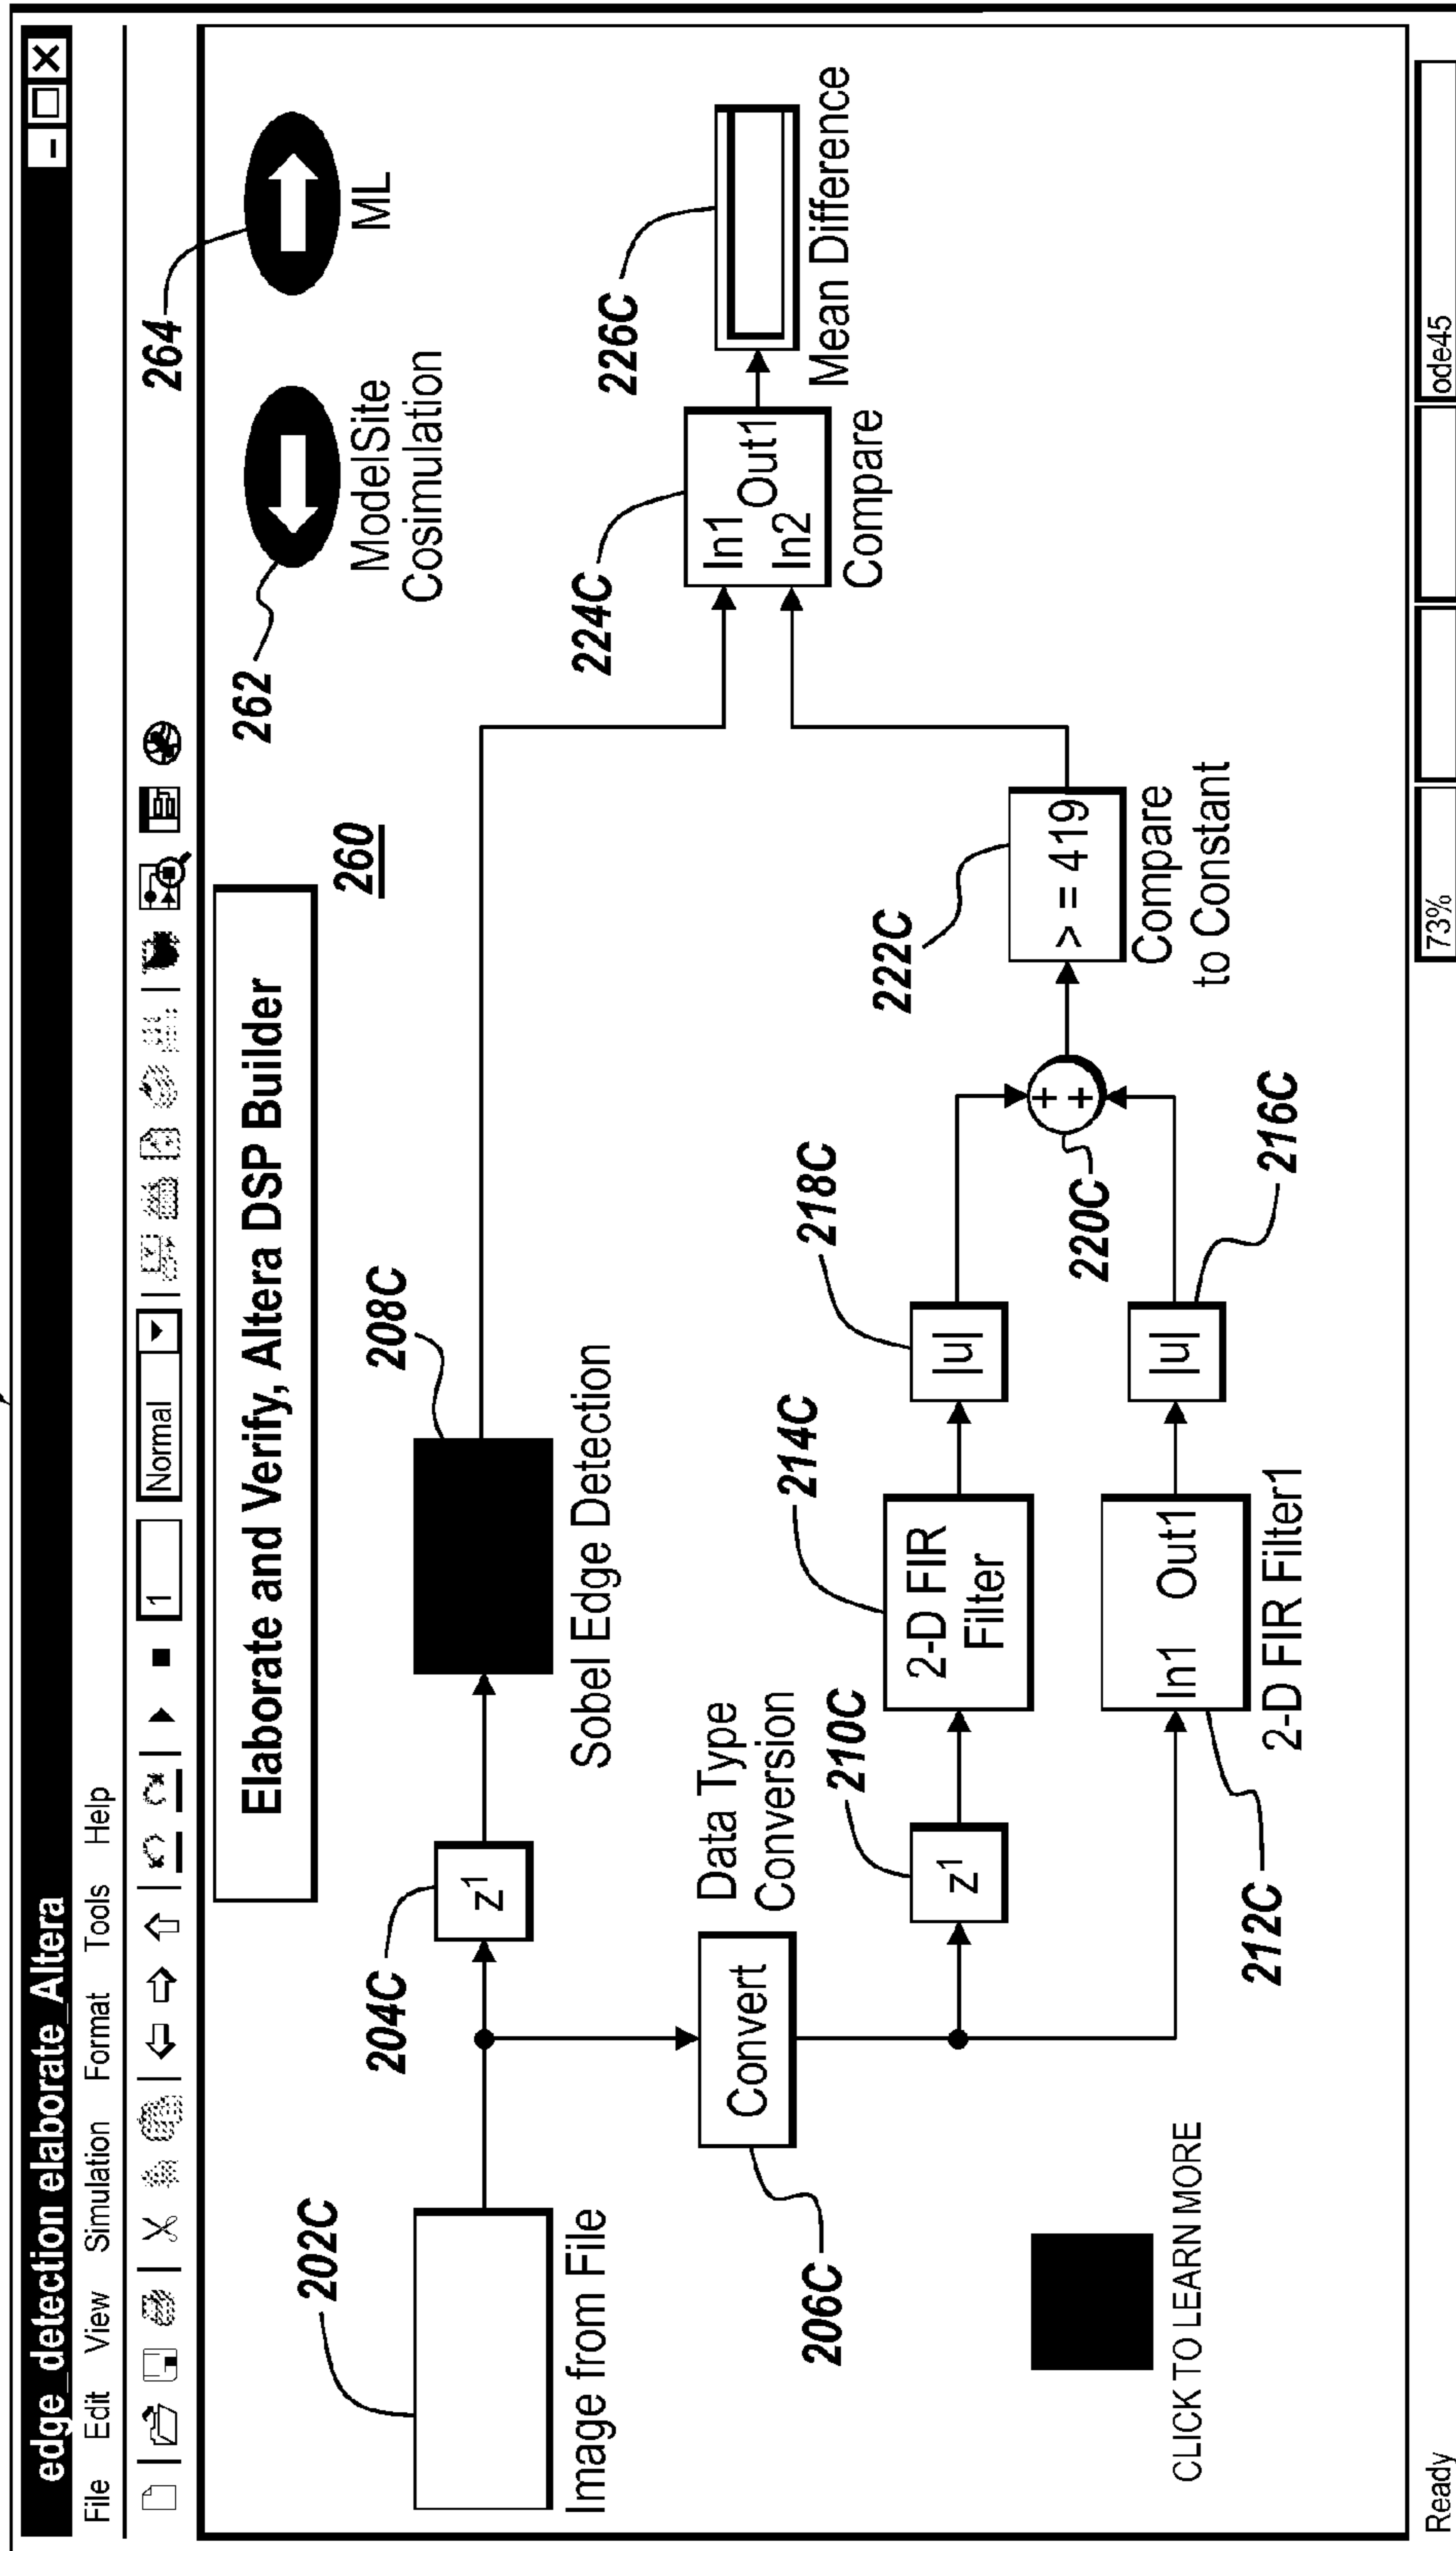 edge_detection elaborate_Altera
File Edit View Simulation Format Tools Help
1
Normal
Elaborate and Verify, Altera DSP Builder
260
262
264
ModelSite
Cosimulation
ML
202C
Image from File
204C
z1
208C
Sobel Edge Detection
206C
Convert
Data Type
Conversion
210C
z1
214C
2-D FIR
Filter
218C
|u|
212C
In1 Out1
2-D FIR Filter1
216C
|u|
220C
+
+
222C
> = 419
Compare
to Constant
224C
In1
Out1
In2
Compare
226C
Mean Difference
CLICK TO LEARN MORE
Ready
73%
ode45